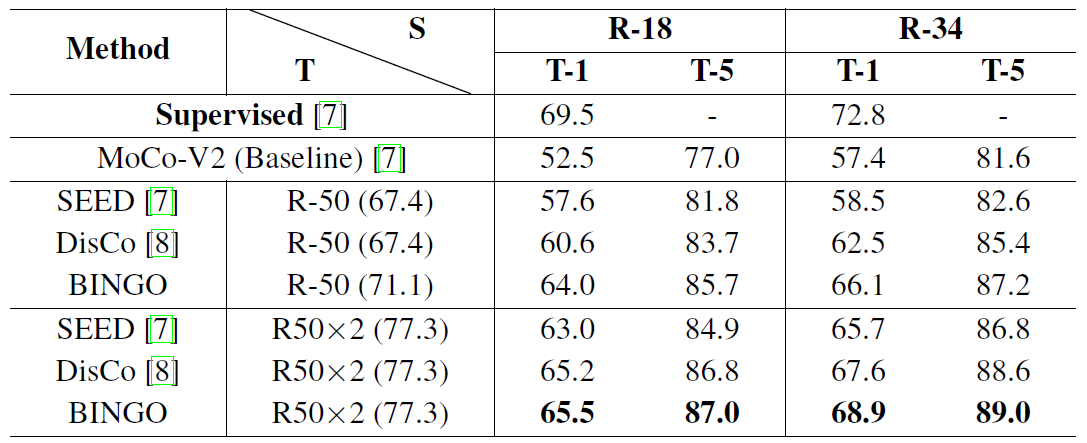 Method S T R-18 R-34
T-1 T-5 T-1 T-5
Supervised [7] 69.5 - 72.8 -
MoCo-V2 (Baseline) [7] 52.5 77.0 57.4 81.6
SEED [7] R-50 (67.4) 57.6 81.8 58.5 82.6
DisCo [8] R-50 (67.4) 60.6 83.7 62.5 85.4
BINGO R-50 (71.1) 64.0 85.7 66.1 87.2
SEED [7] R50×2 (77.3) 63.0 84.9 65.7 86.8
DisCo [8] R50×2 (77.3) 65.2 86.8 67.6 88.6
BINGO R50×2 (77.3) 65.5 87.0 68.9 89.0